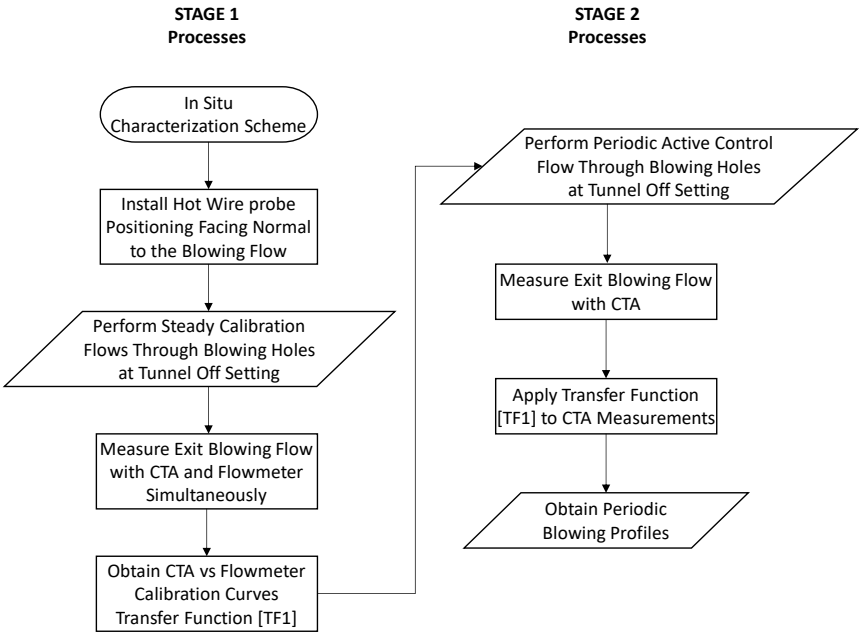 STAGE 1
Processes
In Situ
Characterization Scheme
Install Hot Wire probe
Positioning Facing Normal
to the Blowing Flow
Perform Steady Calibration
Flows Through Blowing Holes
at Tunnel Off Setting
Measure Exit Blowing Flow
with CTA and Flowmeter
Simultaneously
Obtain CTA vs Flowmeter
Calibration Curves
Transfer Function [TF1]
STAGE 2
Processes
Perform Periodic Active Control
Flow Through Blowing Holes
at Tunnel Off Setting
Measure Exit Blowing Flow
with CTA
Apply Transfer Function
[TF1] to CTA Measurements
Obtain Periodic
Blowing Profiles